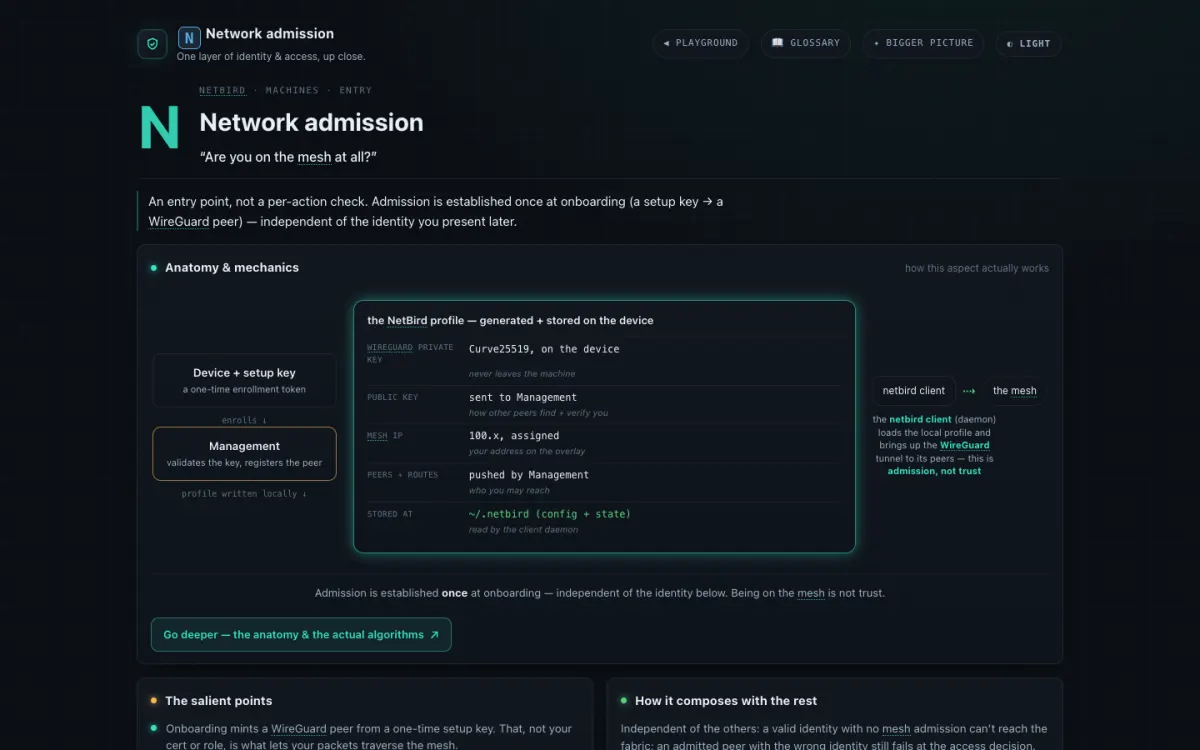 N Network admission
One layer of identity & access, up close.
◂ PLAYGROUND
📖 GLOSSARY
✦ BIGGER PICTURE
◐ LIGHT
NETBIRD · MACHINES · ENTRY
N
Network admission
“Are you on the mesh at all?”
An entry point, not a per-action check. Admission is established once at onboarding (a setup key → a
WireGuard peer) — independent of the identity you present later.
Anatomy & mechanics
how this aspect actually works
Device + setup key
a one-time enrollment token
enrolls ↓
Management
validates the key, registers the peer
profile written locally ↓
the NetBird profile — generated + stored on the device
WIREGUARD PRIVATE
KEY
Curve25519, on the device
never leaves the machine
PUBLIC KEY
sent to Management
how other peers find + verify you
MESH IP
100.x, assigned
your address on the overlay
PEERS + ROUTES
pushed by Management
who you may reach
STORED AT
~/.netbird (config + state)
read by the client daemon
netbird client ⇢ the mesh
the netbird client (daemon)
loads the local profile and
brings up the WireGuard
tunnel to its peers — this is
admission, not trust
Admission is established once at onboarding — independent of the identity below. Being on the mesh is not trust.
Go deeper — the anatomy & the actual algorithms ↗
The salient points
Onboarding mints a WireGuard peer from a one-time setup key. That, not your
cert or role, is what lets your packets traverse the mesh.
How it composes with the rest
Independent of the others: a valid identity with no mesh admission can’t reach the
fabric; an admitted peer with the wrong identity still fails at the access decision.